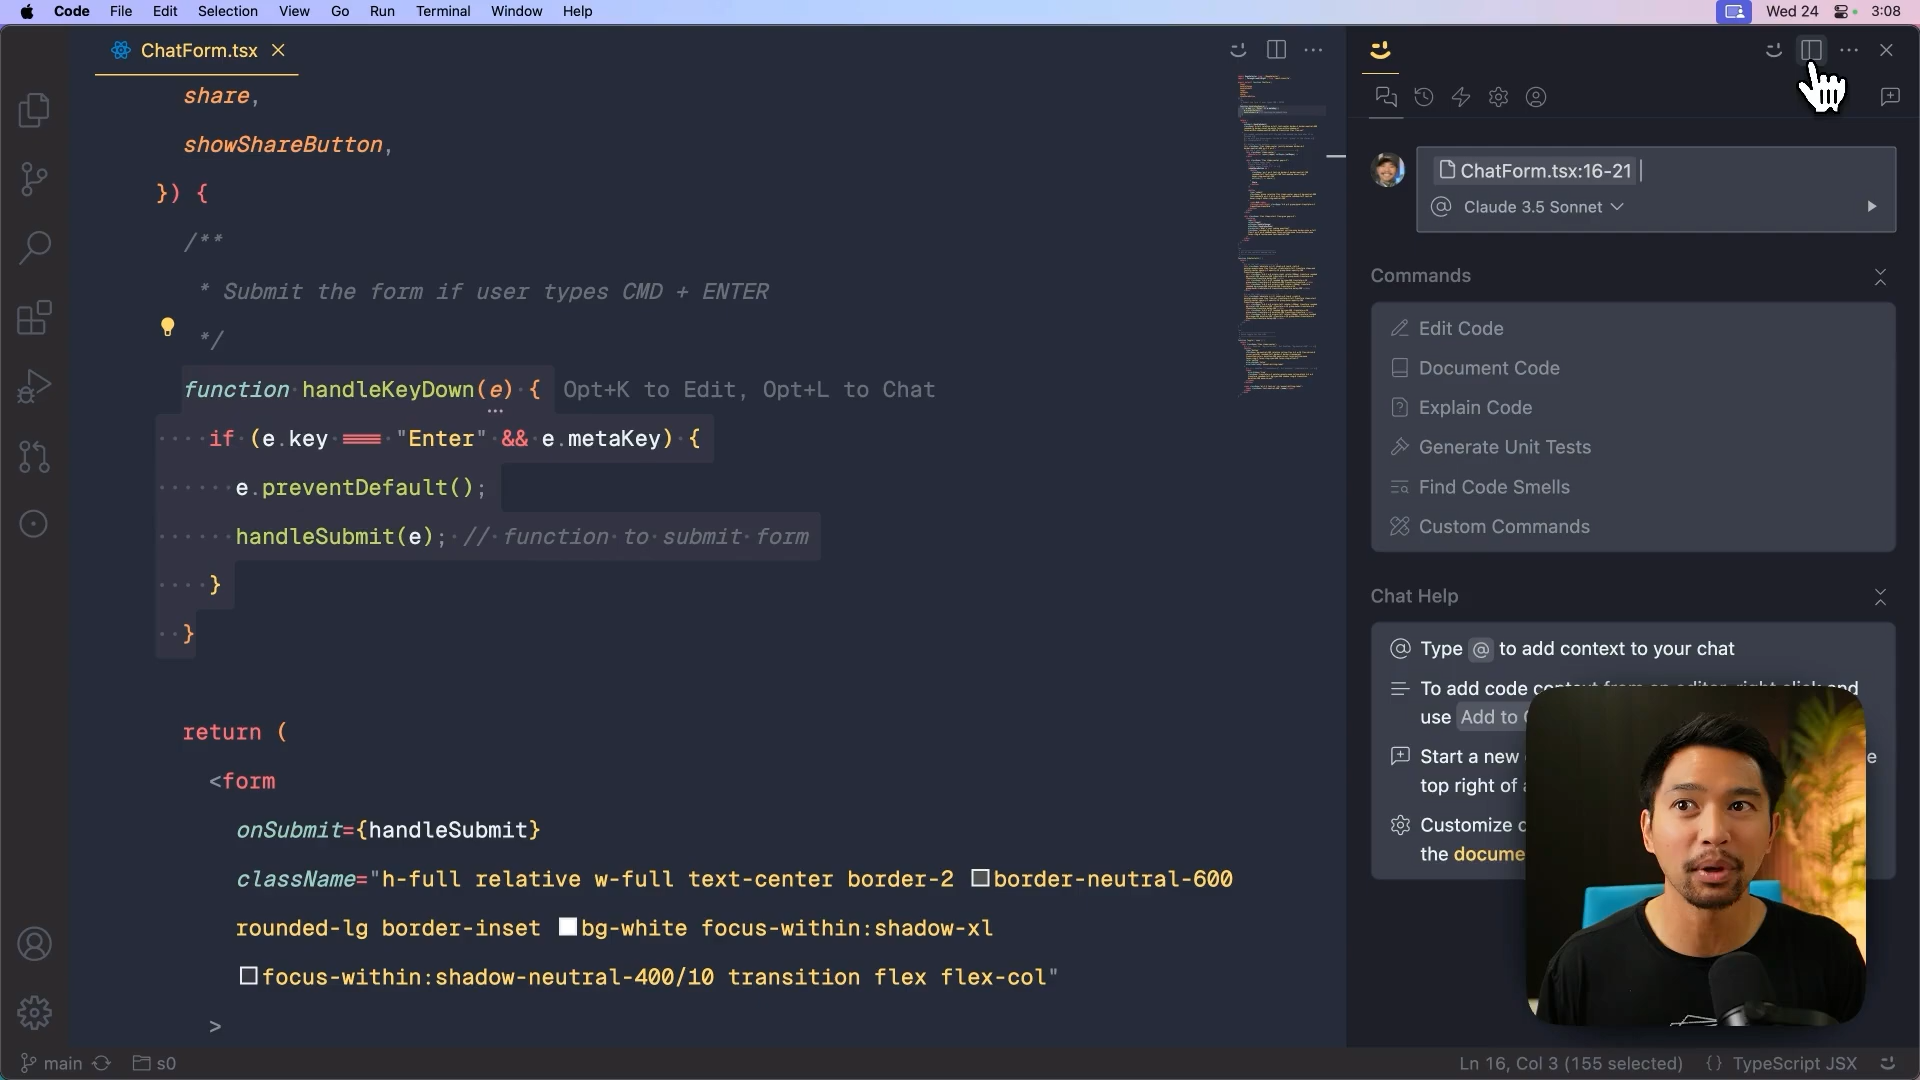 Code File Edit Selection View Go Run Terminal Window Help Wed 24 3:08
ChatForm.tsx
share,
showShareButton,
}) {
/**
* Submit the form if user types CMD + ENTER
*/
function handleKeyDown(e) { Opt+K to Edit, Opt+L to Chat
if (e.key === "Enter" && e.metaKey) {
e.preventDefault();
handleSubmit(e); // function to submit form
}
}
return (
<form
onSubmit={handleSubmit}
className="h-full relative w-full text-center border-2 border-neutral-600
rounded-lg border-inset bg-white focus-within:shadow-xl
focus-within:shadow-neutral-400/10 transition flex flex-col"
>
ChatForm.tsx:16-21
@ Claude 3.5 Sonnet
Commands
Edit Code
Document Code
Explain Code
Generate Unit Tests
Find Code Smells
Custom Commands
Chat Help
@ Type @ to add context to your chat
To add code context from an editor, right click and
use Add to
Start a new
top right of
Customize
the docume
main s0 Ln 16, Col 3 (155 selected) {} TypeScript JSX